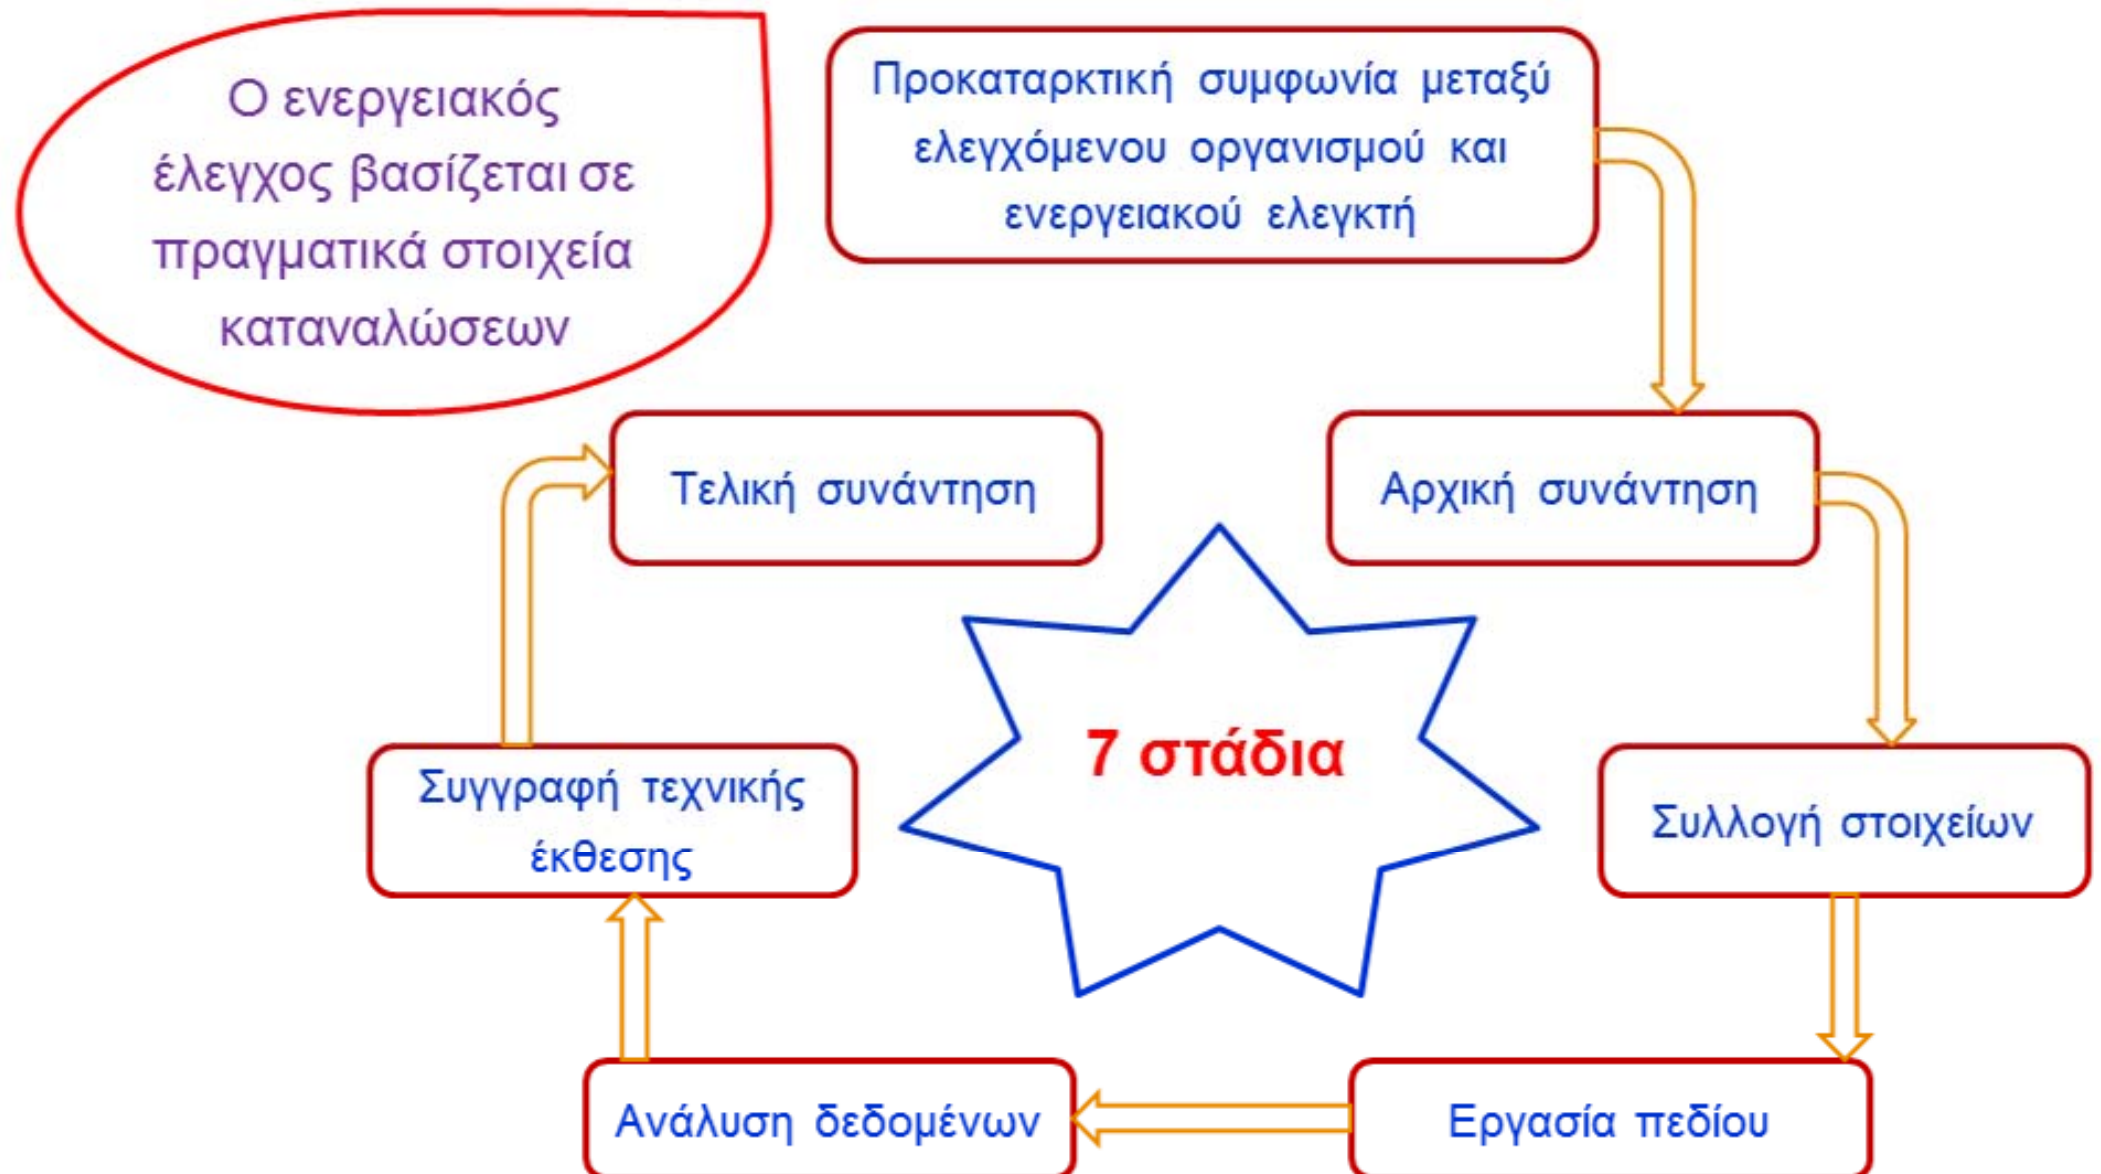 Ο ενεργειακός
έλεγχος βασίζεται σε
πραγματικά στοιχεία
καταναλώσεων
Προκαταρκτική συμφωνία μεταξύ
ελεγχόμενου οργανισμού και
ενεργειακού ελεγκτή
Αρχική συνάντηση
Συλλογή στοιχείων
Εργασία πεδίου
Ανάλυση δεδομένων
Συγγραφή τεχνικής
έκθεσης
Τελική συνάντηση
7 στάδια